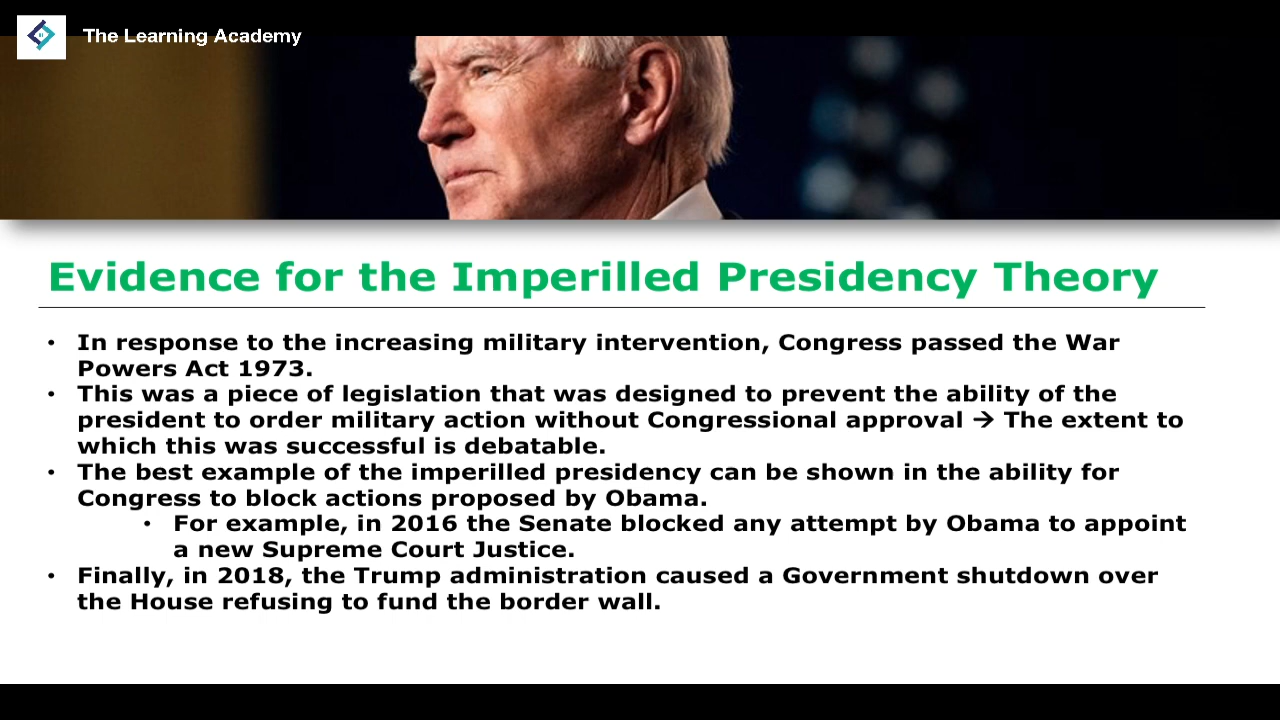 The Learning Academy
Evidence for the Imperilled Presidency Theory
• In response to the increasing military intervention, Congress passed the War
Powers Act 1973.
• This was a piece of legislation that was designed to prevent the ability of the
president to order military action without Congressional approval → The extent to
which this was successful is debatable.
• The best example of the imperilled presidency can be shown in the ability for
Congress to block actions proposed by Obama.
• For example, in 2016 the Senate blocked any attempt by Obama to appoint
a new Supreme Court Justice.
• Finally, in 2018, the Trump administration caused a Government shutdown over
the House refusing to fund the border wall.